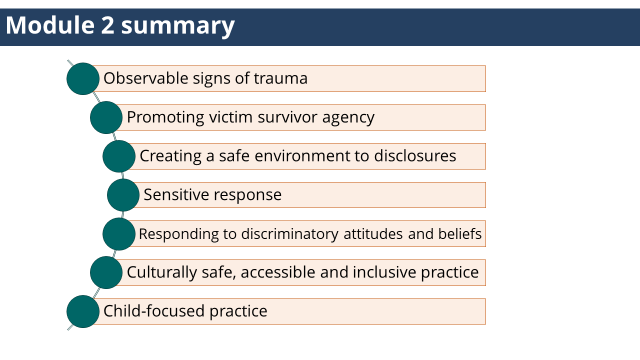 Module 2 summary
Observable signs of trauma
Promoting victim survivor agency
Creating a safe environment to disclosures
Sensitive response
Responding to discriminatory attitudes and beliefs
Culturally safe, accessible and inclusive practice
Child-focused practice